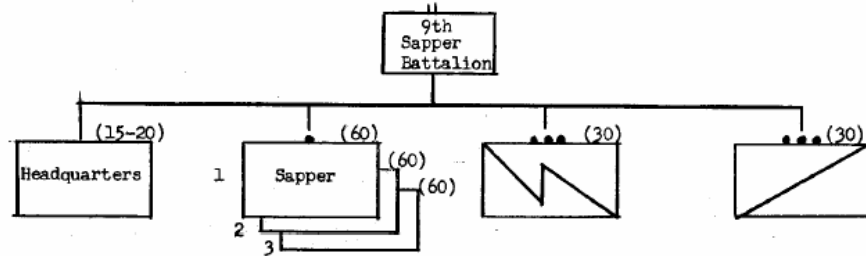 9th
Sapper
Battalion
(15-20)
(60)
(30)
(30)
Headquarters
1
Sapper
(60)
(60)
2
3